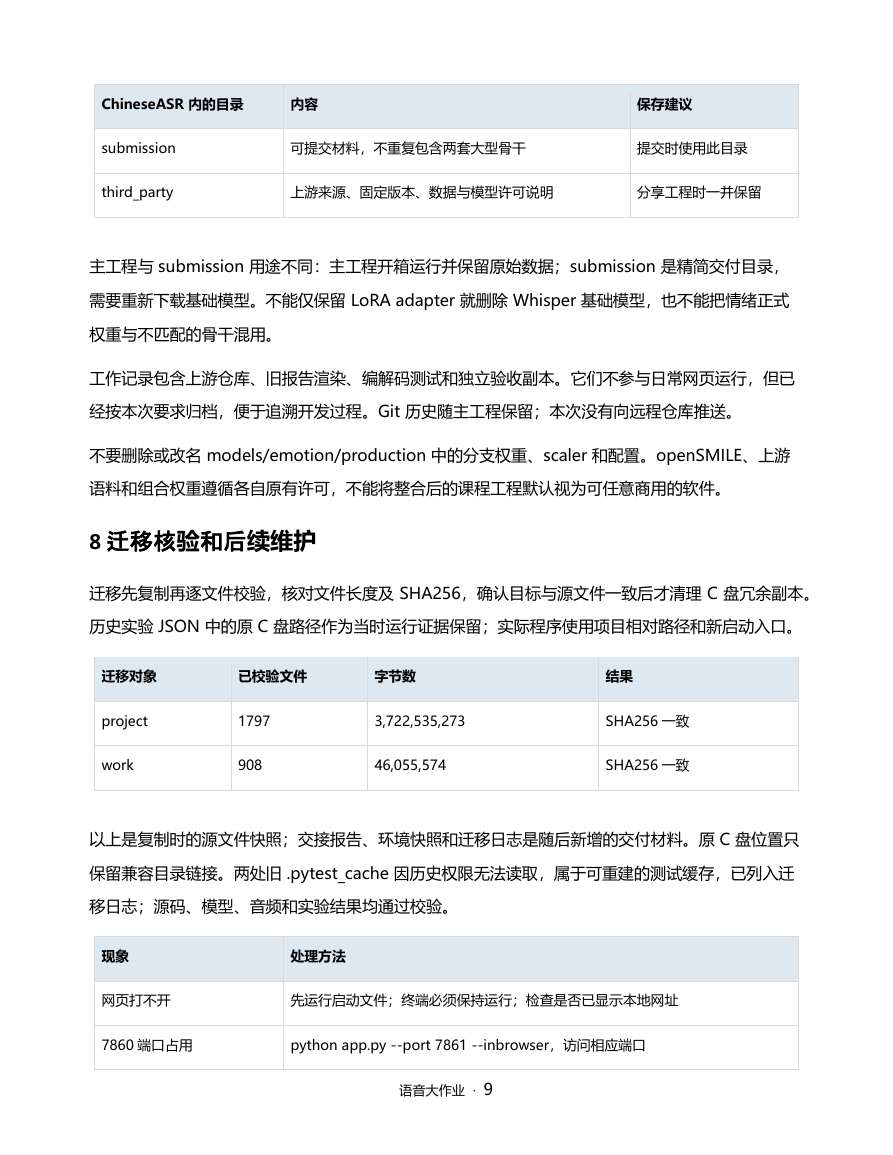 ChineseASR 内的目录 内容 保存建议
submission 可提交材料，不重复包含两套大型骨干 提交时使用此目录
third_party 上游来源、固定版本、数据与模型许可说明 分享工程时一并保留
主工程与 submission 用途不同：主工程开箱运行并保留原始数据；submission 是精简交付目录，
需要重新下载基础模型。不能仅保留 LoRA adapter 就删除 Whisper 基础模型，也不能把情绪正式
权重与不匹配的骨干混用。
工作记录包含上游仓库、旧报告渲染、编解码测试和独立验收副本。它们不参与日常网页运行，但已
经按本次要求归档，便于追溯开发过程。Git 历史随主工程保留；本次没有向远程仓库推送。
不要删除或改名 models/emotion/production 中的分支权重、scaler 和配置。openSMILE、上游
语料和组合权重遵循各自原有许可，不能将整合后的课程工程默认视为可任意商用的软件。
8 迁移核验和后续维护
迁移先复制再逐文件校验，核对文件长度及 SHA256，确认目标与源文件一致后才清理 C 盘冗余副本。
历史实验 JSON 中的原 C 盘路径作为当时运行证据保留；实际程序使用项目相对路径和新启动入口。
迁移对象 已校验文件 字节数 结果
project 1797 3,722,535,273 SHA256 一致
work 908 46,055,574 SHA256 一致
以上是复制时的源文件快照；交接报告、环境快照和迁移日志是随后新增的交付材料。原 C 盘位置只
保留兼容目录链接。两处旧 .pytest_cache 因历史权限无法读取，属于可重建的测试缓存，已列入迁
移日志；源码、模型、音频和实验结果均通过校验。
现象 处理方法
网页打不开 先运行启动文件；终端必须保持运行；检查是否已显示本地网址
7860 端口占用 python app.py --port 7861 --inbrowser，访问相应端口
语音大作业 · 9